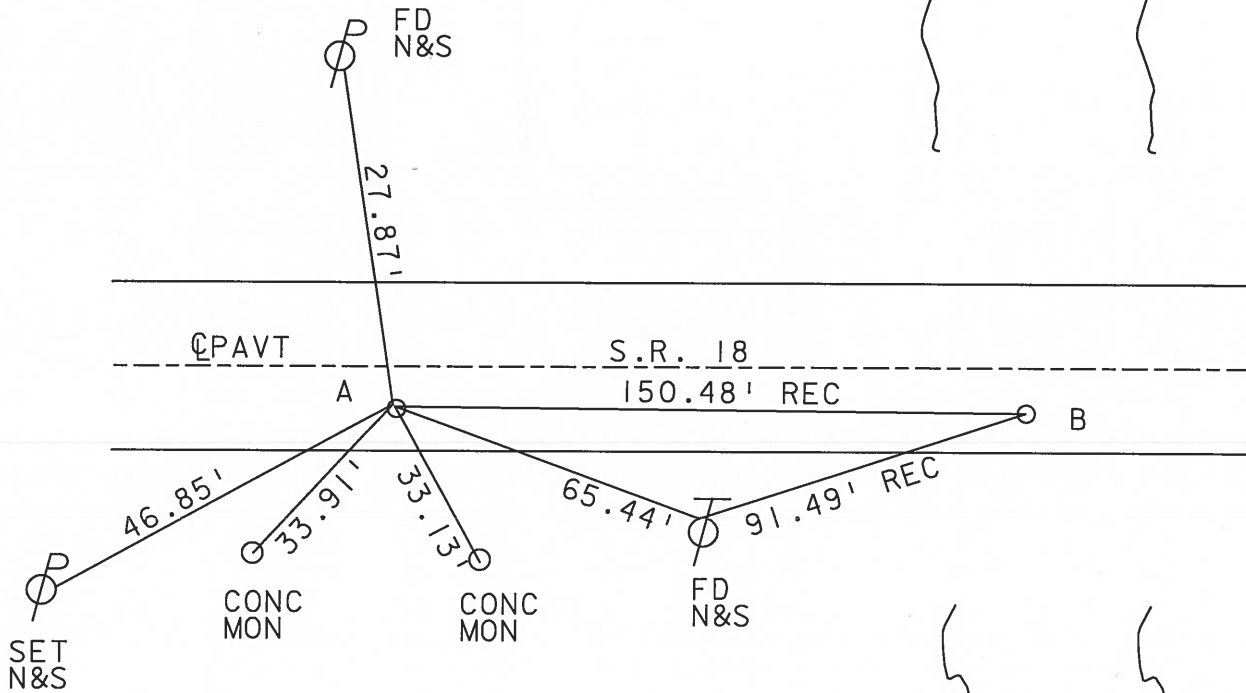 P
FD
N&S
27.87'
℄PAVT
S.R. 18
A
150.48' REC
B
46.85'
33.91'
33.13'
65.44'
91.49' REC
P
T
CONC
MON
CONC
MON
FD
N&S
SET
N&S